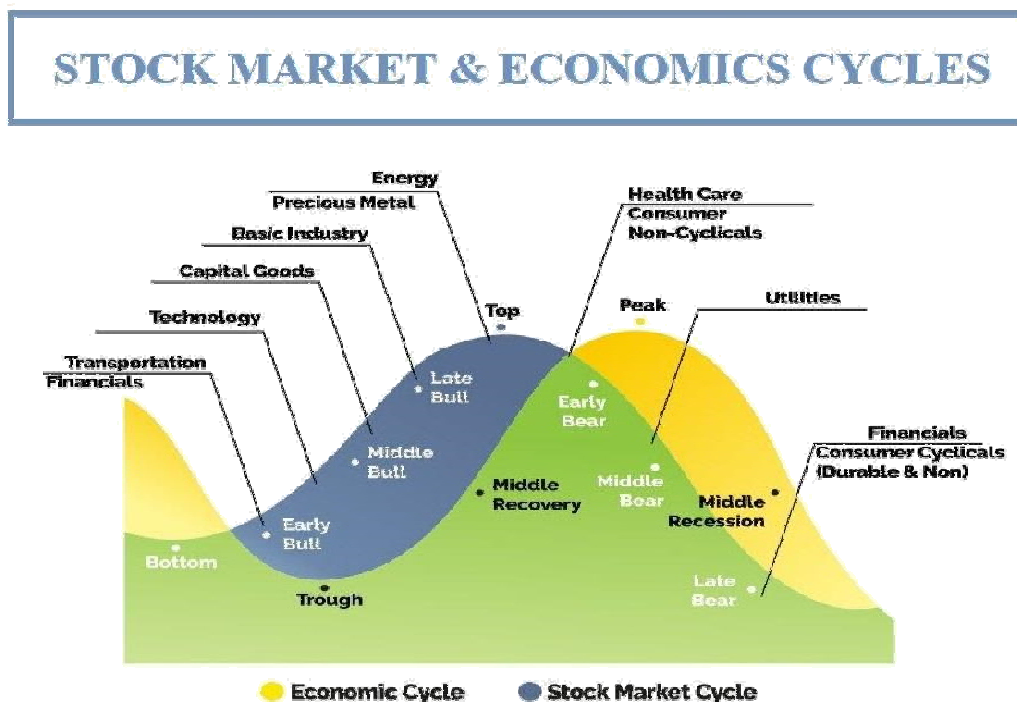 STOCK MARKET & ECONOMICS CYCLES
Energy
Precious Metal
Basic Industry
Capital Goods
Technology
Transportation
Financials
Health Care
Consumer
Non-Cyclicals
Utilities
Top
Peak
Late
Bull
Middle
Bull
Early
Bull
Bottom
Trough
Middle
Recovery
Early
Bear
Middle
Bear
Middle
Recession
Late
Bear
Financials
Consumer Cyclicals
(Durable & Non)
Economic Cycle
Stock Market Cycle